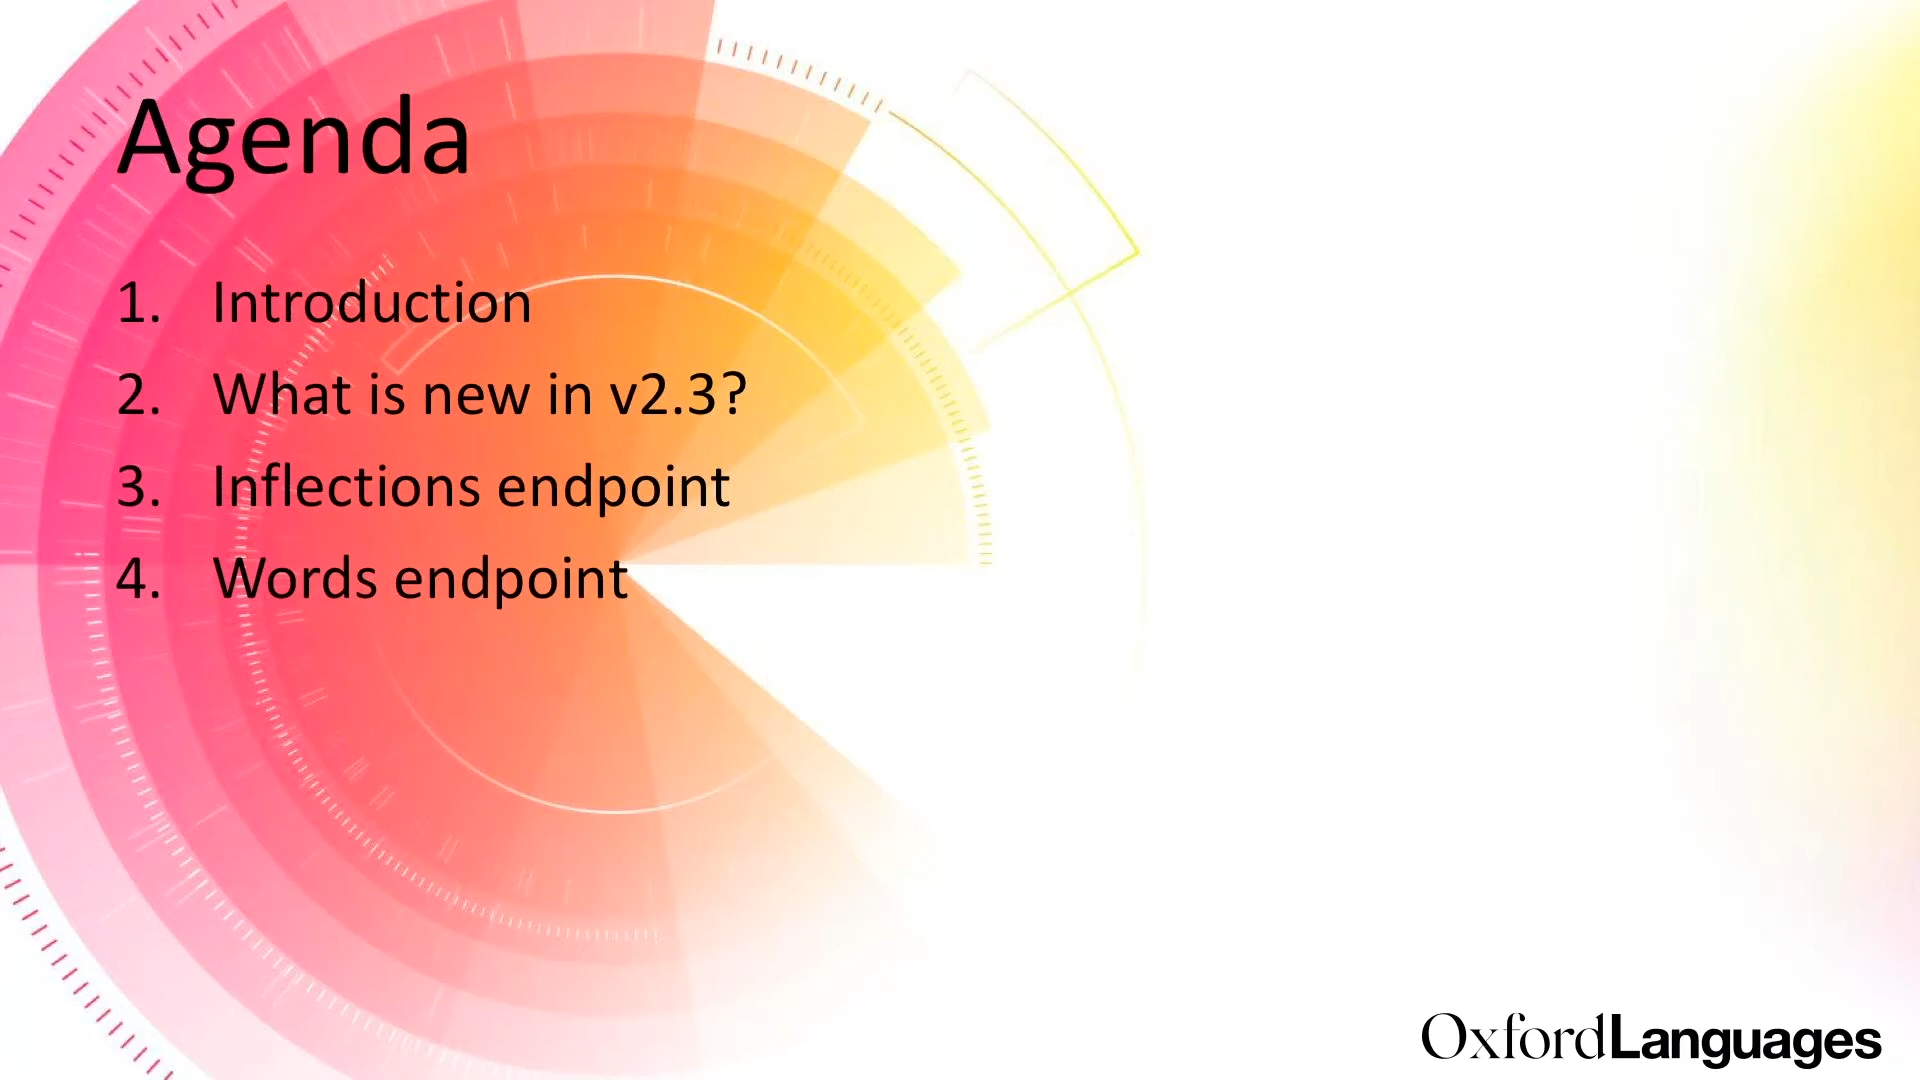 Agenda
1. Introduction
2. What is new in v2.3?
3. Inflections endpoint
4. Words endpoint
OxfordLanguages